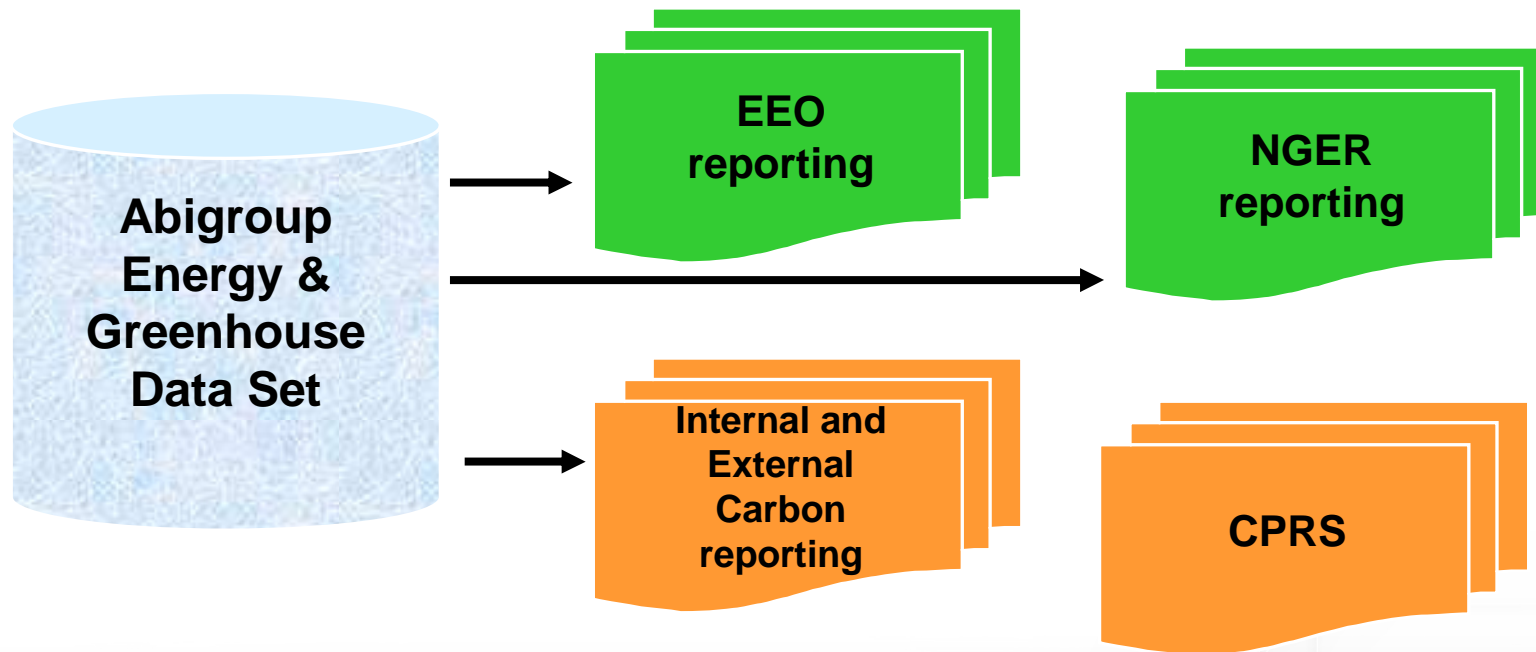 Abigroup
Energy &
Greenhouse
Data Set
EEO
reporting
NGER
reporting
Internal and
External
Carbon
reporting
CPRS